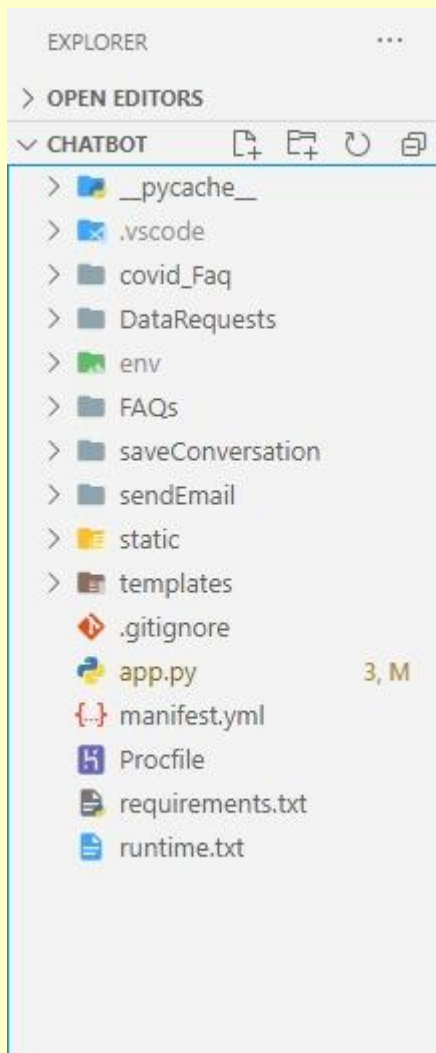 EXPLORER
OPEN EDITORS
CHATBOT
__pycache__
.vscode
covid_Faq
DataRequests
env
FAQs
saveConversation
sendEmail
static
templates
.gitignore
app.py 3, M
manifest.yml
Procfile
requirements.txt
runtime.txt